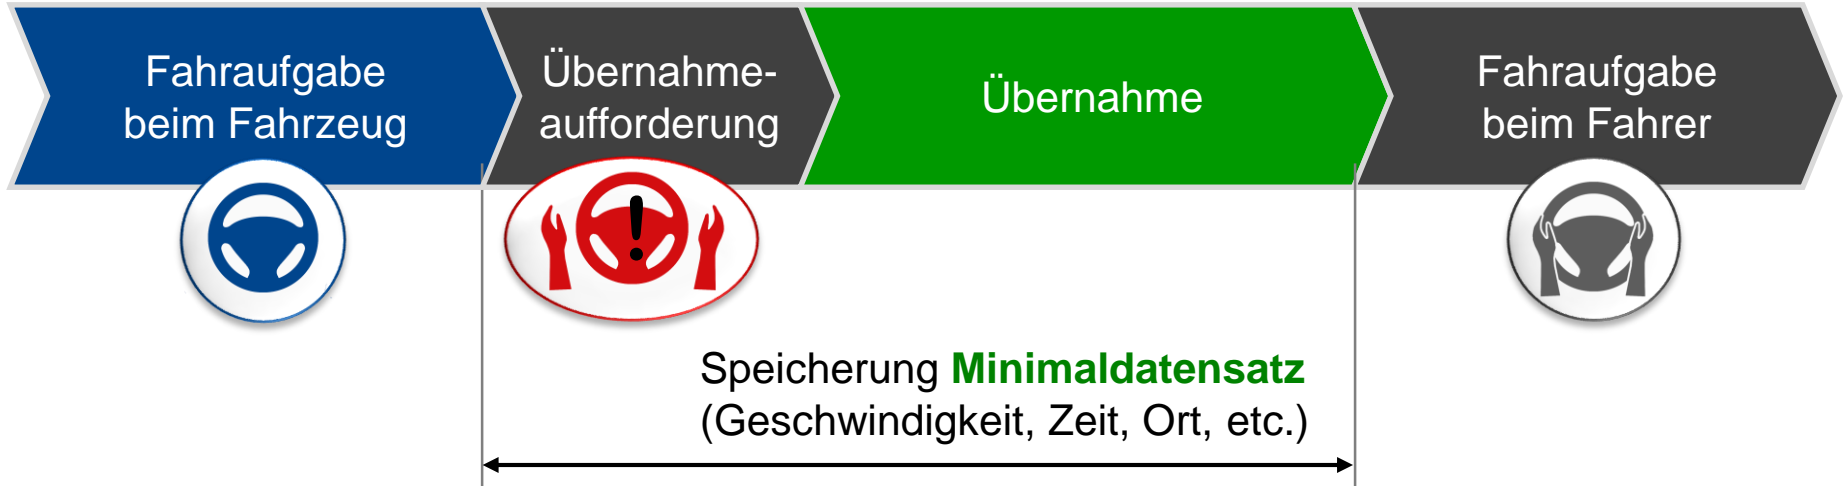 Fahraufgabe
beim Fahrzeug
Übernahme-
aufforderung
Übernahme
Fahraufgabe
beim Fahrer
!
Speicherung Minimaldatensatz
(Geschwindigkeit, Zeit, Ort, etc.)